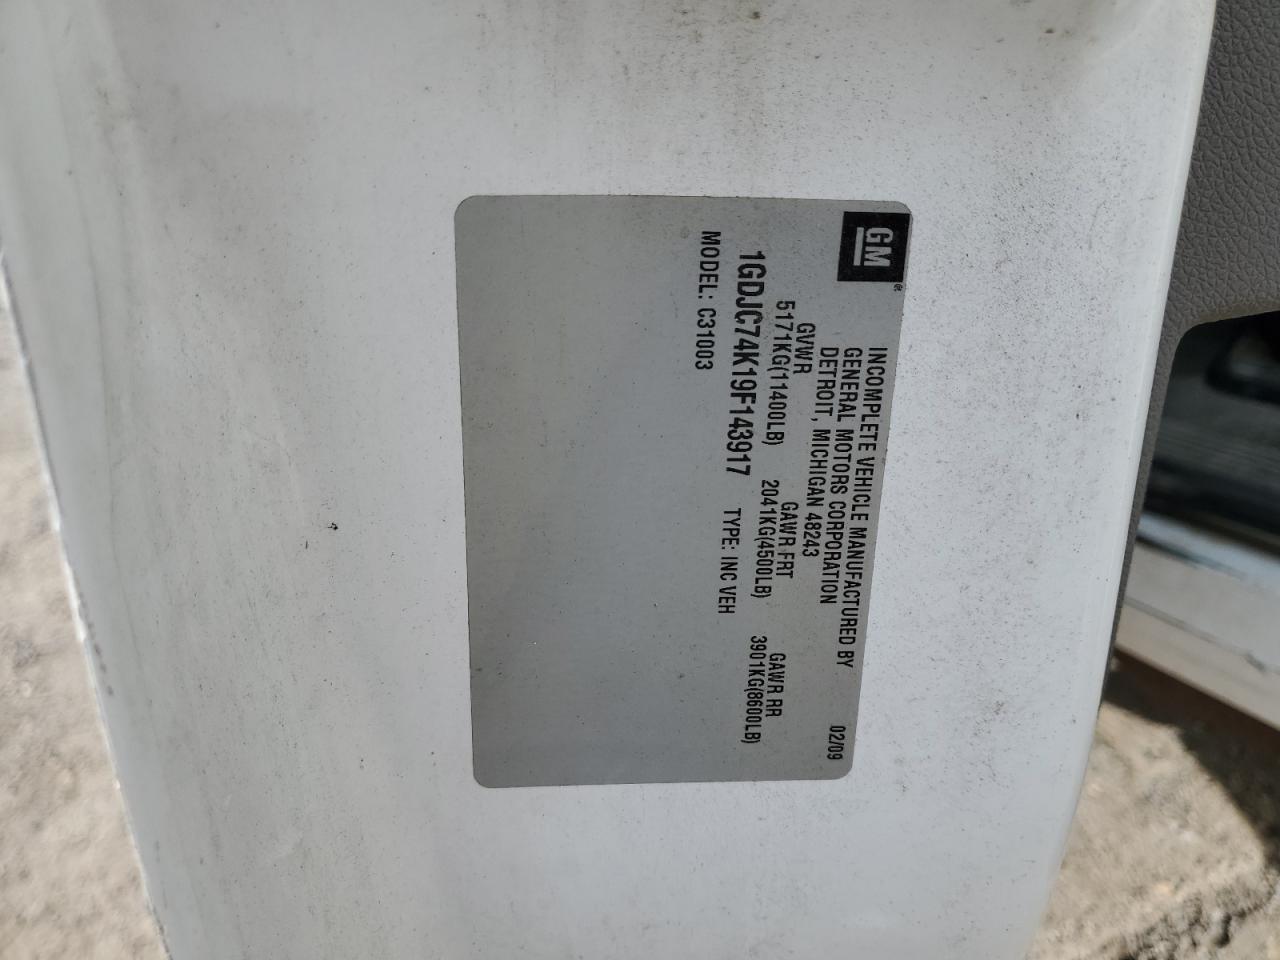 GM®
INCOMPLETE VEHICLE MANUFACTURED BY
GENERAL MOTORS CORPORATION
DETROIT, MICHIGAN 48243 02/09
GVWR GAWR FRT GAWR RR
5171KG(11400LB) 2041KG(4500LB) 3901KG(8600LB)
1GDJC74K19F143917 TYPE: INC VEH
MODEL: C31003